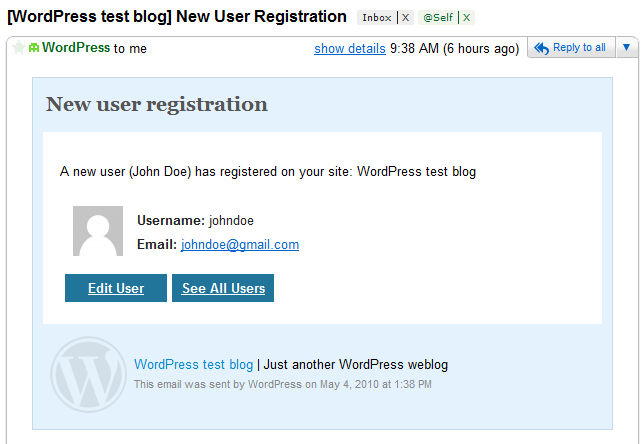 [WordPress test blog] New User Registration Inbox | X @Self | X
WordPress to me show details 9:38 AM (6 hours ago) Reply to all
New user registration
A new user (John Doe) has registered on your site: WordPress test blog
Username: johndoe
Email: johndoe@gmail.com
Edit User See All Users
WordPress test blog | Just another WordPress weblog
This email was sent by WordPress on May 4, 2010 at 1:38 PM